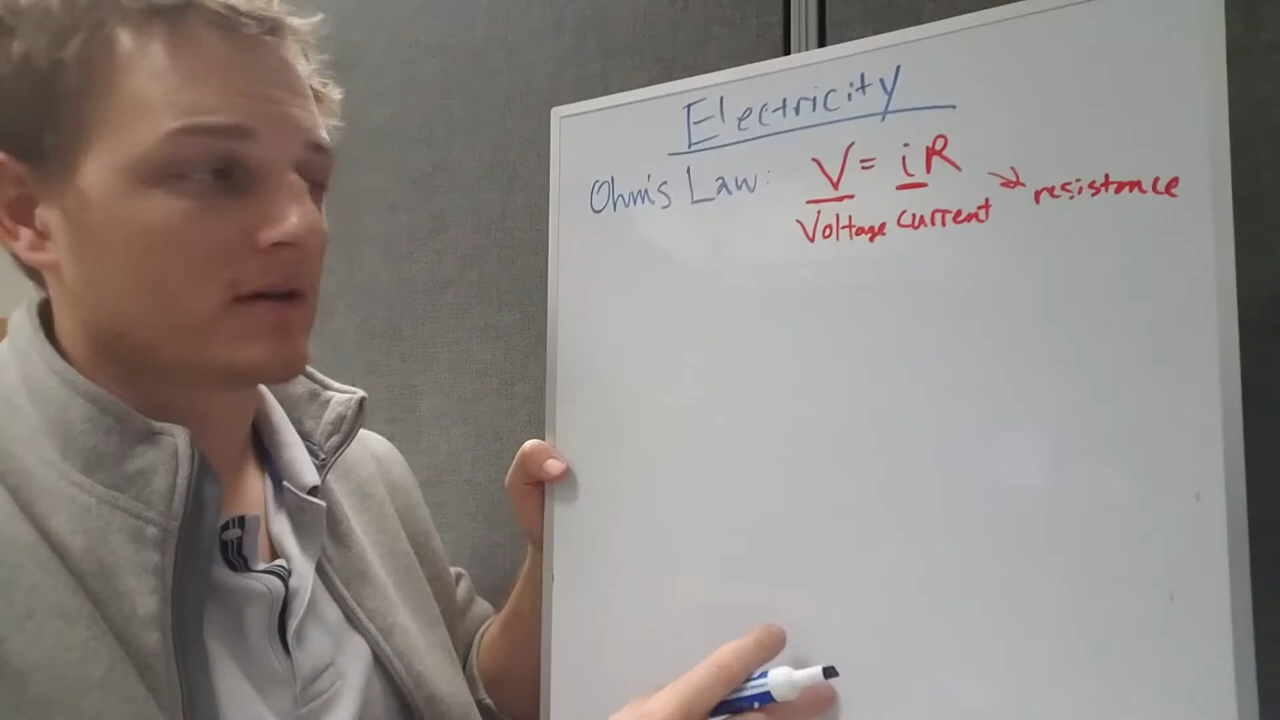 Electricity
Ohm's Law: V = iR → resistance
Voltage current